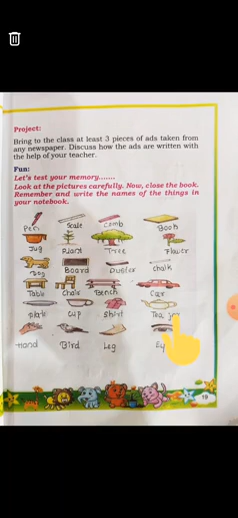 Project:
Bring to the class at least 3 pieces of ads taken from
any newspaper. Discuss how the ads are written with
the help of your teacher.
Fun:
Let's test your memory.......
Look at the pictures carefully. Now, close the book.
Remember and write the names of the things in
your notebook.
Pen Scale Comb Book
Jug Plant Tree Flower
Dog Board Duster chalk
Table Chair Bench Car
plate Cup Shirt Tea
Hand Bird Leg Ey
19